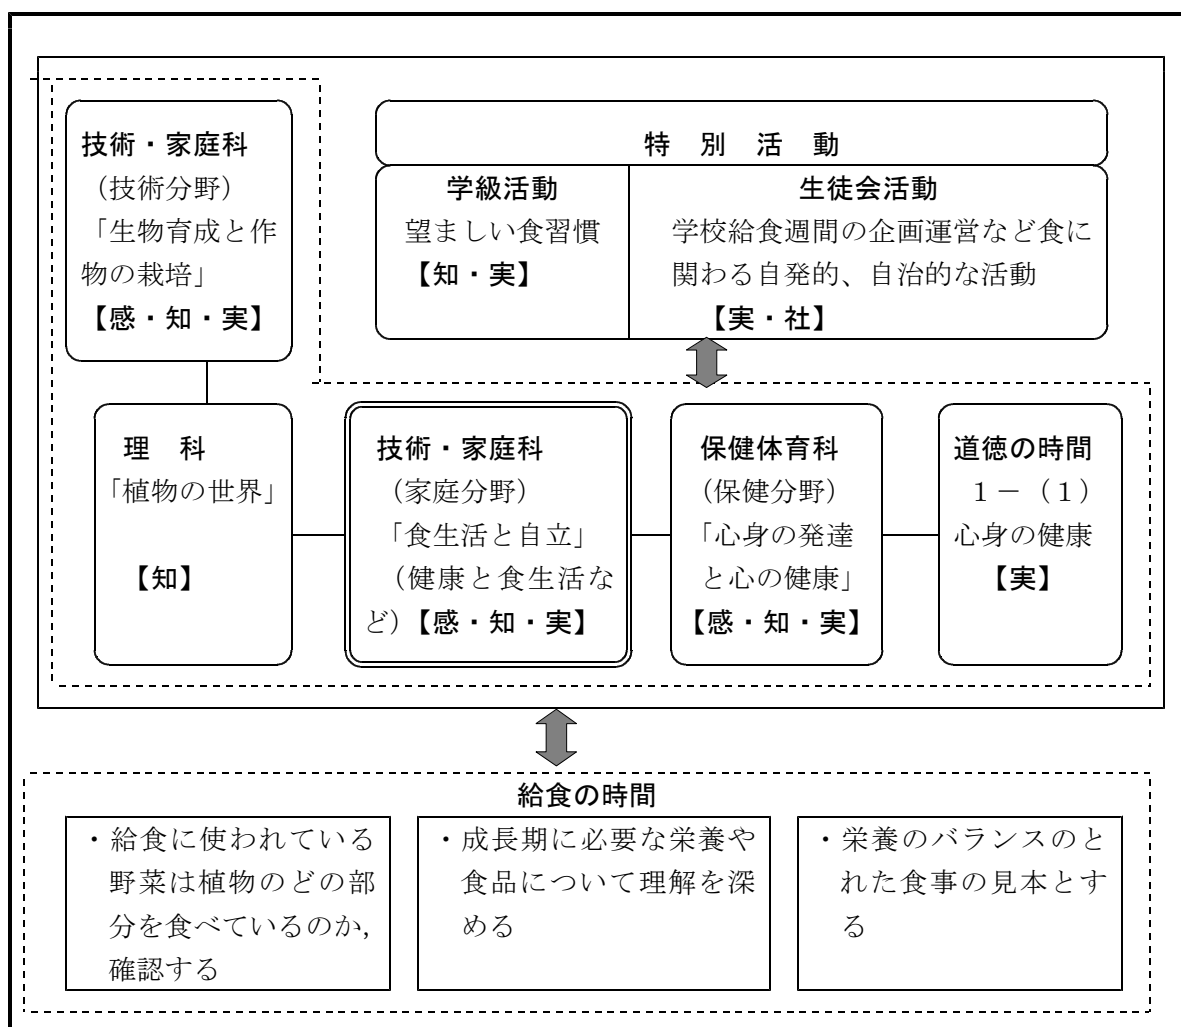 技術・家庭科
（技術分野）
「生物育成と作
物の栽培」
【感・知・実】
特　別　活　動
学級活動
望ましい食習慣
【知・実】
生徒会活動
学校給食週間の企画運営など食に
関わる自発的、自治的な活動
【実・社】
理　科
「植物の世界」
【知】
技術・家庭科
（家庭分野）
「食生活と自立」
（健康と食生活な
ど）【感・知・実】
保健体育科
（保健分野）
「心身の発達
と心の健康」
【感・知・実】
道徳の時間
１－（１）
心身の健康
【実】
給食の時間
・給食に使われている
野菜は植物のどの部
分を食べているのか，
確認する
・成長期に必要な栄養や
食品について理解を深
める
・栄養のバランスのと
れた食事の見本とす
る